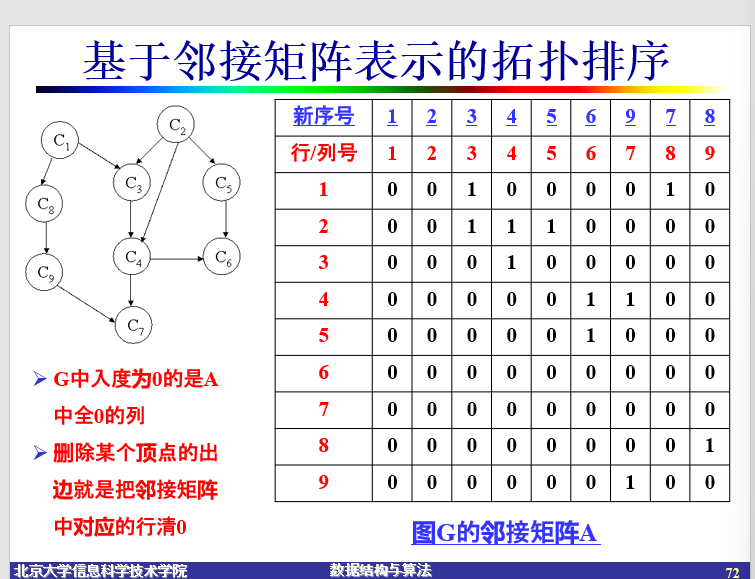 基于邻接矩阵表示的拓扑排序
C1
C2
C3
C5
C8
C4
C6
C9
C7
新序号 1 2 3 4 5 6 9 7 8
行/列号 1 2 3 4 5 6 7 8 9
1 0 0 1 0 0 0 0 1 0
2 0 0 1 1 1 0 0 0 0
3 0 0 0 1 0 0 0 0 0
4 0 0 0 0 0 1 1 0 0
5 0 0 0 0 0 1 0 0 0
6 0 0 0 0 0 0 0 0 0
7 0 0 0 0 0 0 0 0 0
8 0 0 0 0 0 0 0 0 1
9 0 0 0 0 0 0 1 0 0
G中入度为0的是A
中全0的列
删除某个顶点的出
边就是把邻接矩阵
中对应的行清0
图G的邻接矩阵A
北京大学信息科学技术学院 数据结构与算法 72